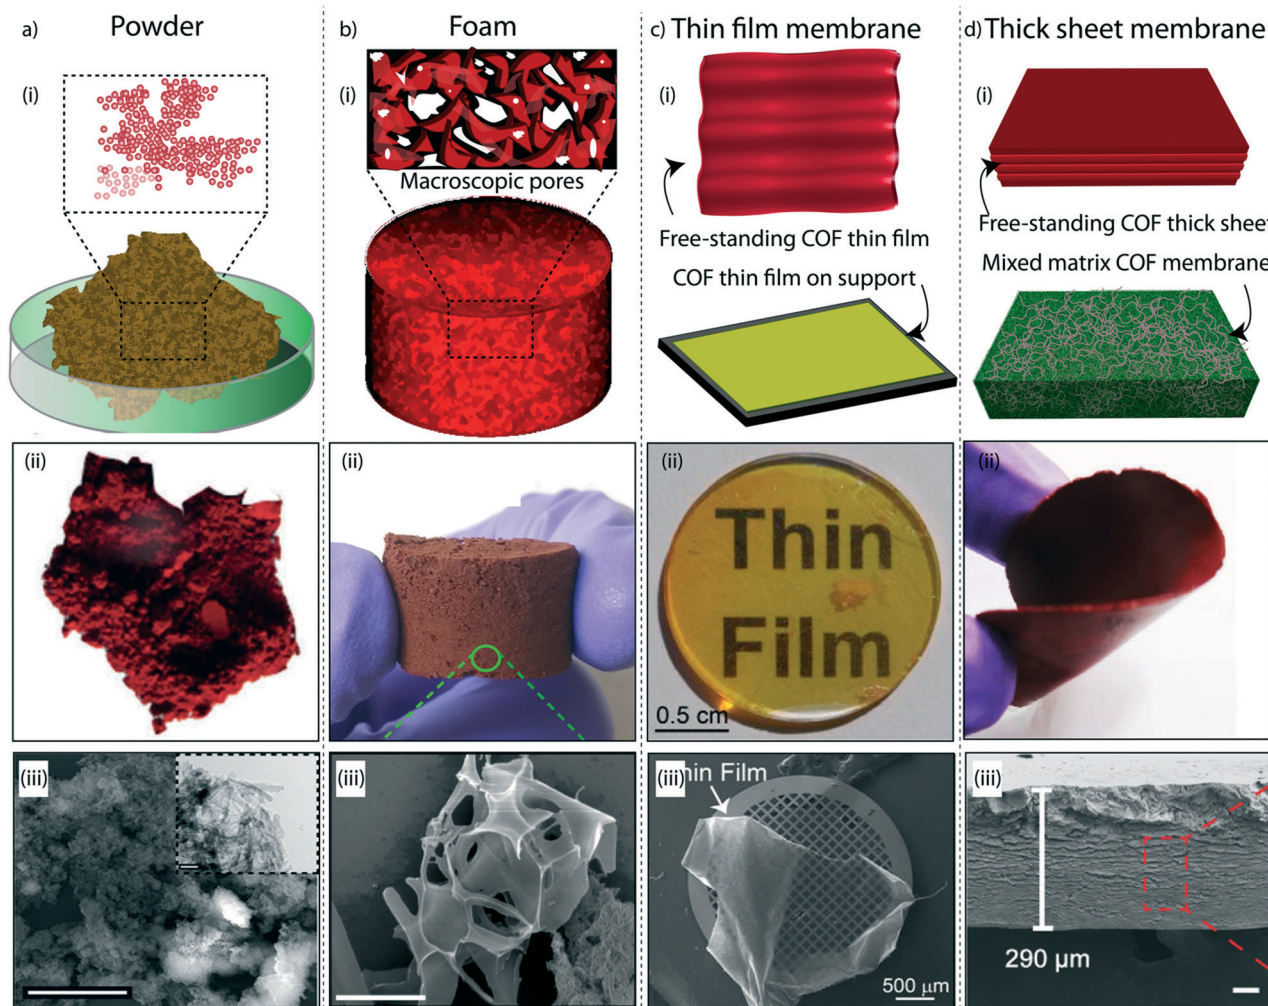 a) Powder
(i)
(ii)
(iii)
b) Foam
(i)
Macroscopic pores
(ii)
(iii)
c) Thin film membrane
(i)
Free-standing COF thin film
COF thin film on support
(ii)
Thin
Film
0.5 cm
(iii)
hin Film
500 μm
d) Thick sheet membrane
(i)
Free-standing COF thick sheet
Mixed matrix COF membrane
(ii)
(iii)
290 μm